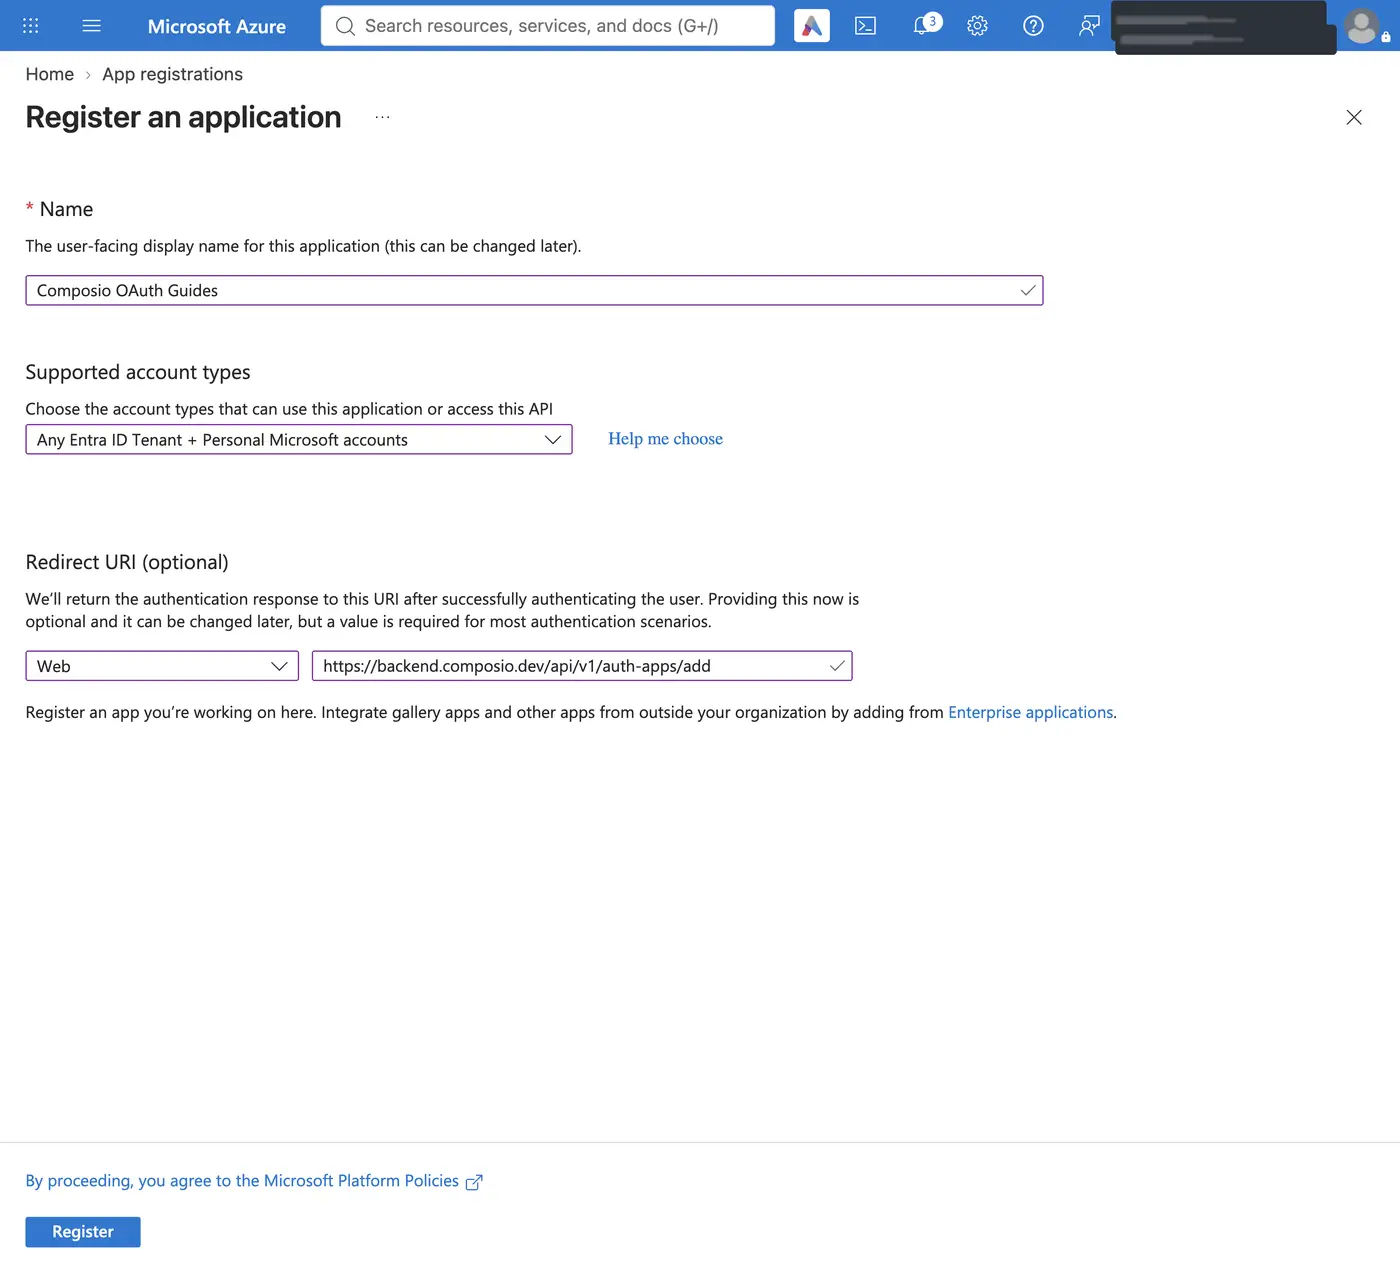 Microsoft Azure
Search resources, services, and docs (G+/)
3
Home › App registrations
Register an application ...
* Name
The user-facing display name for this application (this can be changed later).
Composio OAuth Guides
Supported account types
Choose the account types that can use this application or access this API
Any Entra ID Tenant + Personal Microsoft accounts
Help me choose
Redirect URI (optional)
We’ll return the authentication response to this URI after successfully authenticating the user. Providing this now is
optional and it can be changed later, but a value is required for most authentication scenarios.
Web
https://backend.composio.dev/api/v1/auth-apps/add
Register an app you’re working on here. Integrate gallery apps and other apps from outside your organization by adding from Enterprise applications.
By proceeding, you agree to the Microsoft Platform Policies
Register